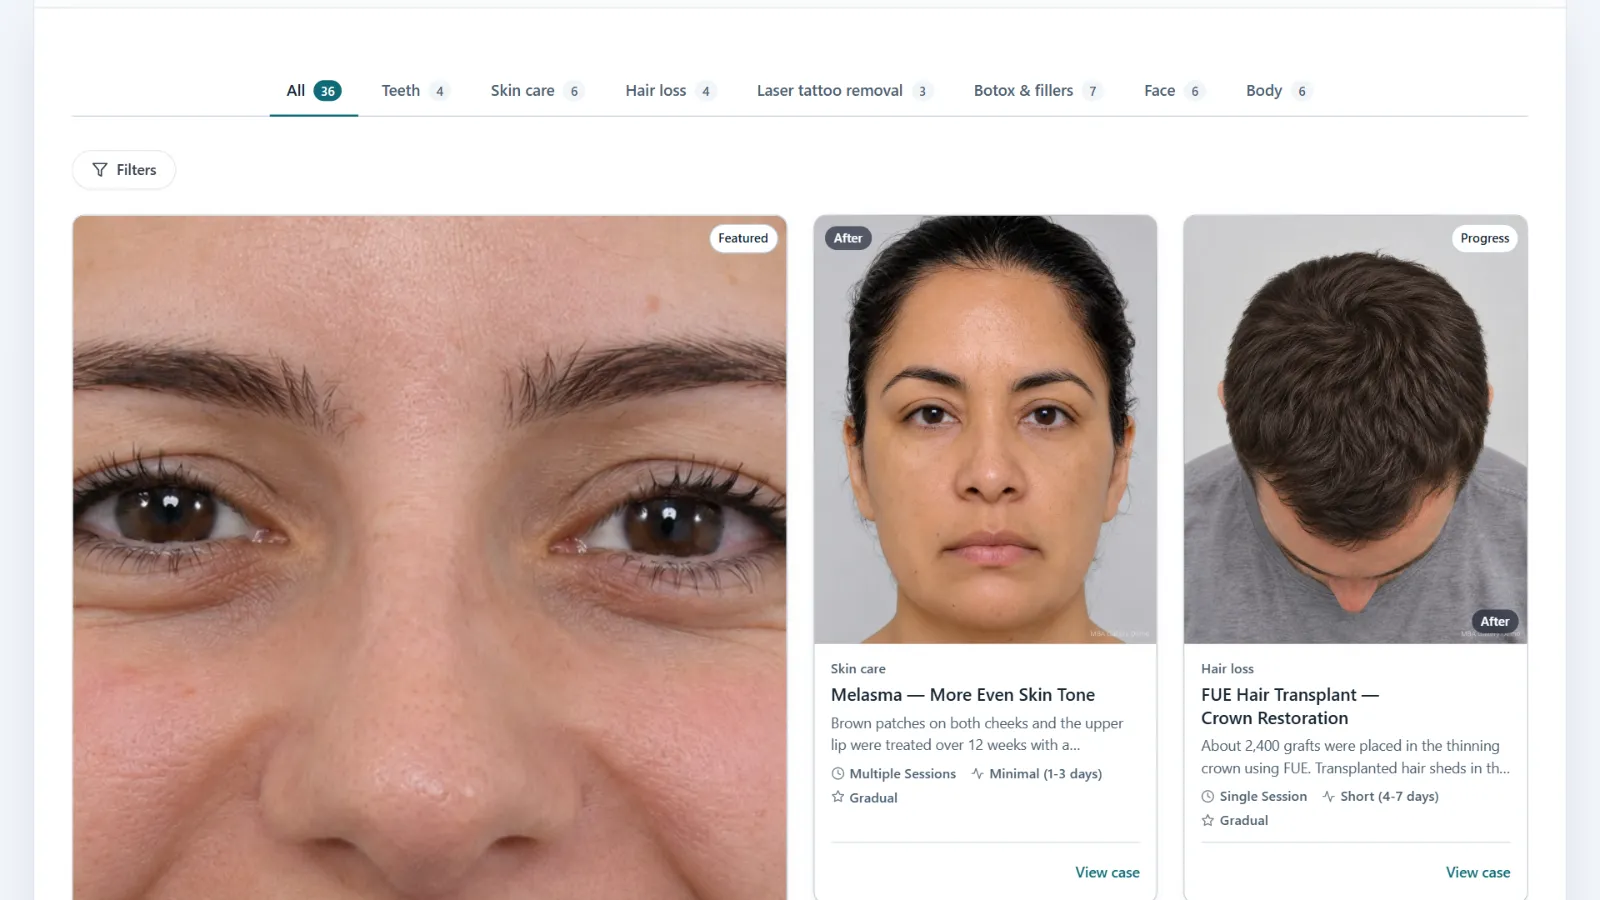 All 36
Teeth 4
Skin care 6
Hair loss 4
Laser tattoo removal 3
Botox & fillers 7
Face 6
Body 6
Filters
Featured
After
Progress
After
Skin care
Melasma — More Even Skin Tone
Brown patches on both cheeks and the upper
lip were treated over 12 weeks with a...
Multiple Sessions
Minimal (1-3 days)
Gradual
View case
Hair loss
FUE Hair Transplant —
Crown Restoration
About 2,400 grafts were placed in the thinning
crown using FUE. Transplanted hair sheds in th...
Single Session
Short (4-7 days)
Gradual
View case